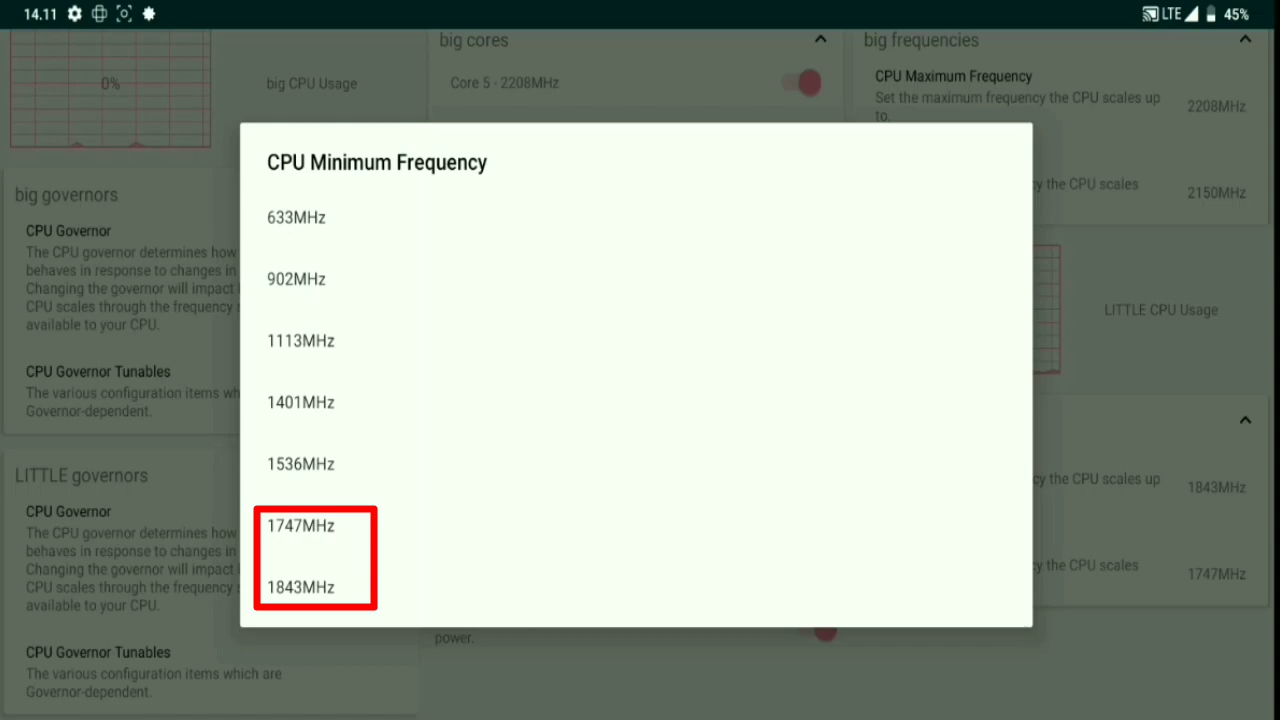 14.11
LTE
45%
0%
big CPU Usage
big governors
CPU Governor
The CPU governor determines how
behaves in response to changes in
Changing the governor will impact
CPU scales through the frequency
available to your CPU.
CPU Governor Tunables
The various configuration items wh
Governor-dependent.
LITTLE governors
CPU Governor
The CPU governor determines how
behaves in response to changes in
Changing the governor will impact
CPU scales through the frequency
available to your CPU.
CPU Governor Tunables
The various configuration items which are
Governor-dependent.
big cores
Core 5 - 2208MHz
CPU Minimum Frequency
633MHz
902MHz
1113MHz
1401MHz
1536MHz
1747MHz
1843MHz
power.
big frequencies
CPU Maximum Frequency
Set the maximum frequency the CPU scales up
to.
2208MHz
y the CPU scales
2150MHz
LITTLE CPU Usage
cy the CPU scales up
1843MHz
y the CPU scales
1747MHz